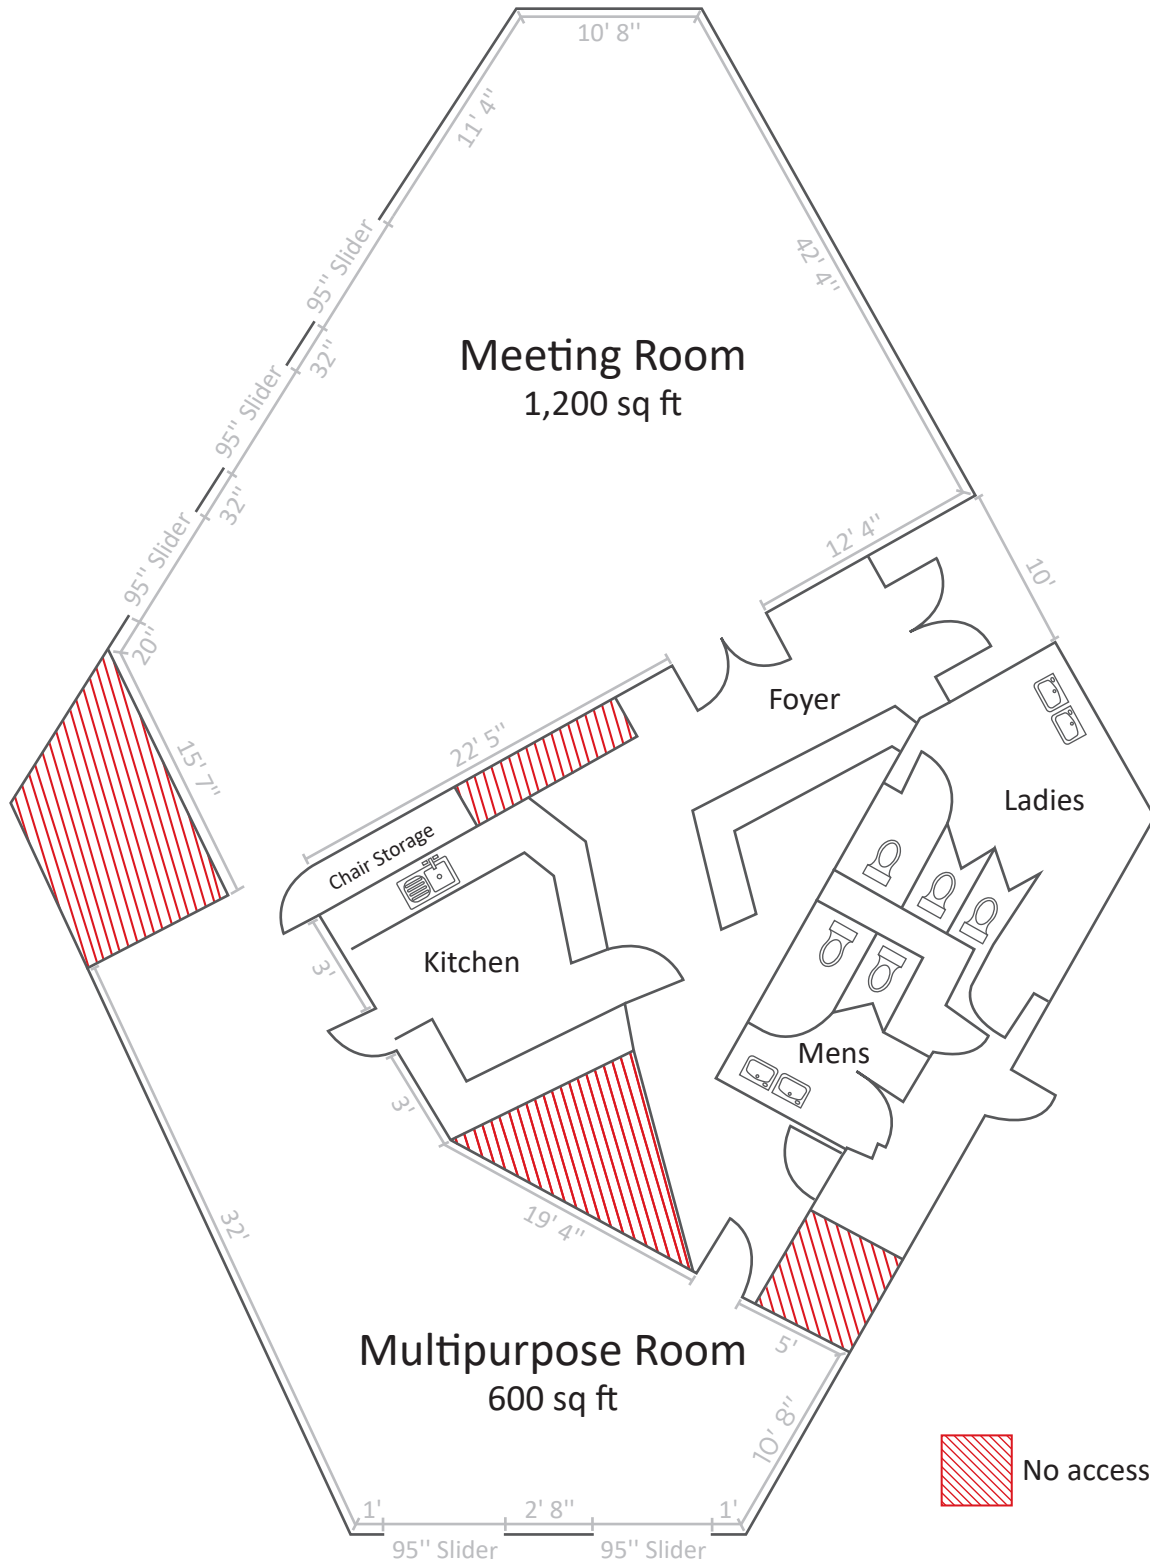 10' 8"
11' 4"
42' 4"
95" Slider
32"
Meeting Room
1,200 sq ft
95" Slider
32"
95" Slider
20"
12' 4"
10'
15' 7"
22' 5"
Foyer
Chair Storage
Ladies
Kitchen
3'
Mens
3'
32'
19' 4"
Multipurpose Room
600 sq ft
5'
10' 8"
No access
1'
2' 8"
1'
95" Slider
95" Slider